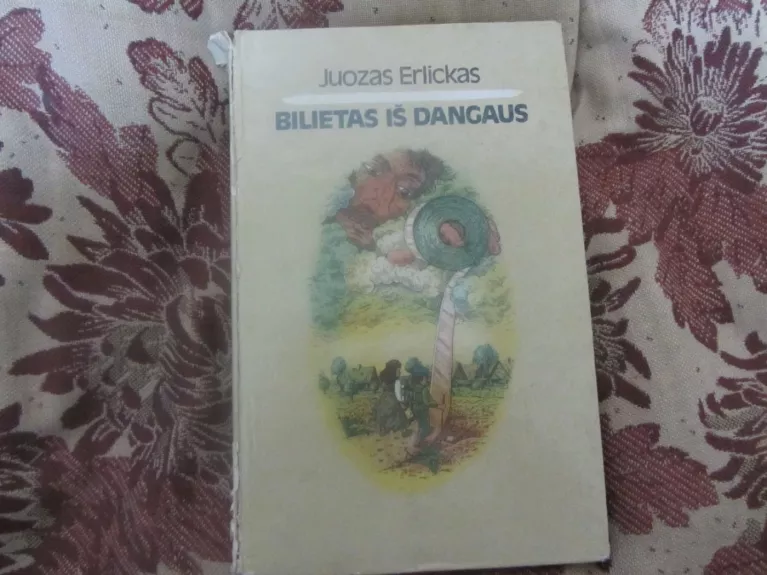 Juozas Erlickas
BILIETAS IŠ DANGAUS